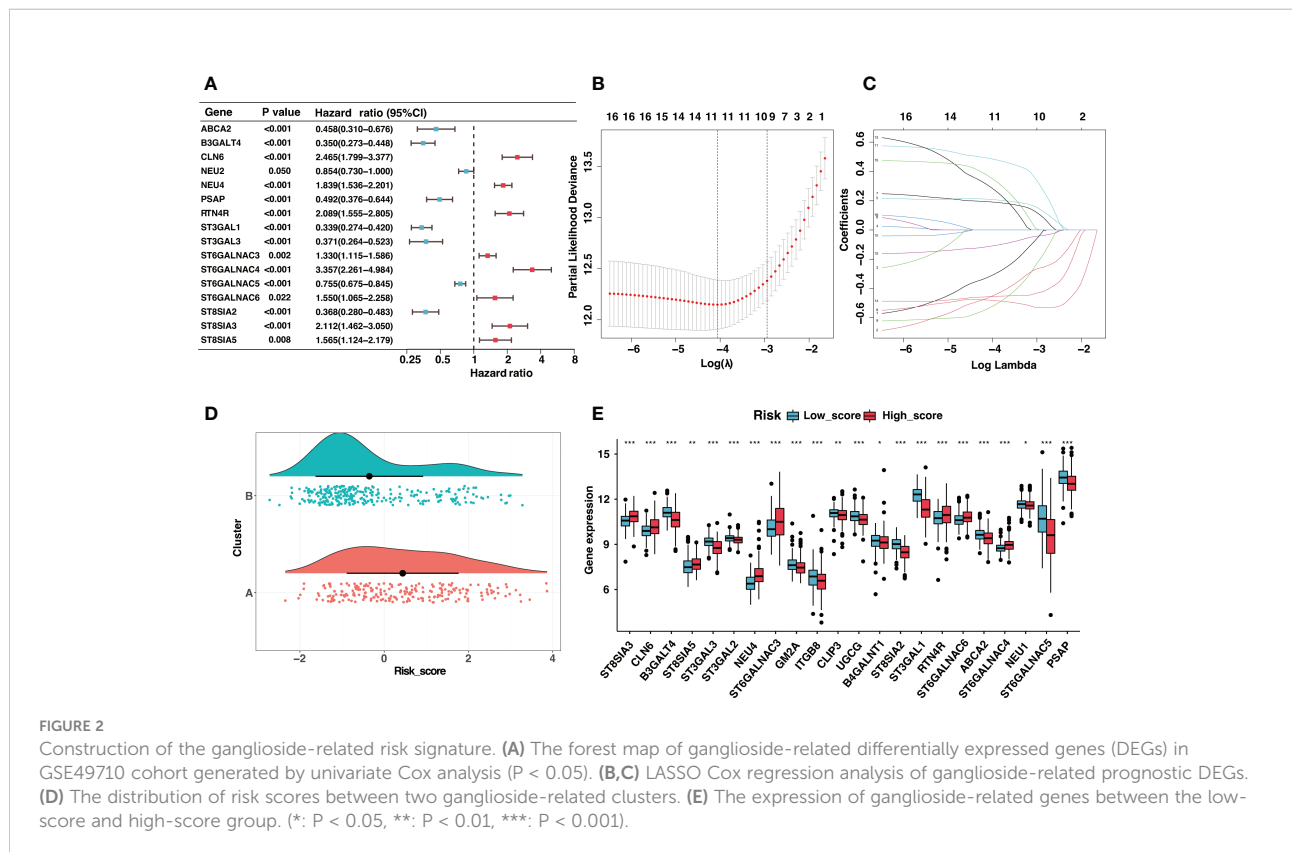 A
Gene P value Hazard ratio (95%CI)
ABCA2 <0.001 0.458(0.310–0.676)
B3GALT4 <0.001 0.350(0.273–0.448)
CLN6 <0.001 2.465(1.799–3.377)
NEU2 0.050 0.854(0.730–1.000)
NEU4 <0.001 1.839(1.536–2.201)
PSAP <0.001 0.492(0.376–0.644)
RTN4R <0.001 2.089(1.555–2.805)
ST3GAL1 <0.001 0.339(0.274–0.420)
ST3GAL3 <0.001 0.371(0.264–0.523)
ST6GALNAC3 0.002 1.330(1.115–1.586)
ST6GALNAC4 <0.001 3.357(2.261–4.984)
ST6GALNAC5 <0.001 0.755(0.675–0.845)
ST6GALNAC6 0.022 1.550(1.065–2.258)
ST8SIA2 <0.001 0.368(0.280–0.483)
ST8SIA3 <0.001 2.112(1.462–3.050)
ST8SIA5 0.008 1.565(1.124–2.179)
0.25 0.5 1 2 4 8
Hazard ratio
B
16 16 16 15 14 14 11 11 11 10 9 7 3 2 1
Partial Likelihood Deviance
13.5
13.0
12.5
12.0
−6 −5 −4 −3 −2
Log(λ)
C
16 14 11 10 2
Coefficients
0.6
0.4
0.2
0.0
−0.2
−0.4
−0.6
−6 −5 −4 −3 −2
Log Lambda
D
Cluster
B
A
−2 0 2 4
Risk_score
E
Risk Low_score High_score
*** *** *** ** *** *** *** *** *** *** ** *** * *** *** *** *** *** *** * *** ***
Gene expression
15
12
9
6
ST8SIA3
CLN6
B3GALT4
ST8SIA5
ST3GAL3
ST3GAL2
NEU4
ST6GALNAC3
GM2A
ITGB8
CLIP3
UGCG
B4GALNT1
ST8SIA2
ST3GAL1
RTN4R
ST6GALNAC6
ABCA2
ST6GALNAC4
NEU1
ST6GALNAC5
PSAP
FIGURE 2
Construction of the ganglioside-related risk signature. (A) The forest map of ganglioside-related differentially expressed genes (DEGs) in
GSE49710 cohort generated by univariate Cox analysis (P < 0.05). (B,C) LASSO Cox regression analysis of ganglioside-related prognostic DEGs.
(D) The distribution of risk scores between two ganglioside-related clusters. (E) The expression of ganglioside-related genes between the low-
score and high-score group. (*: P < 0.05, **: P < 0.01, ***: P < 0.001).